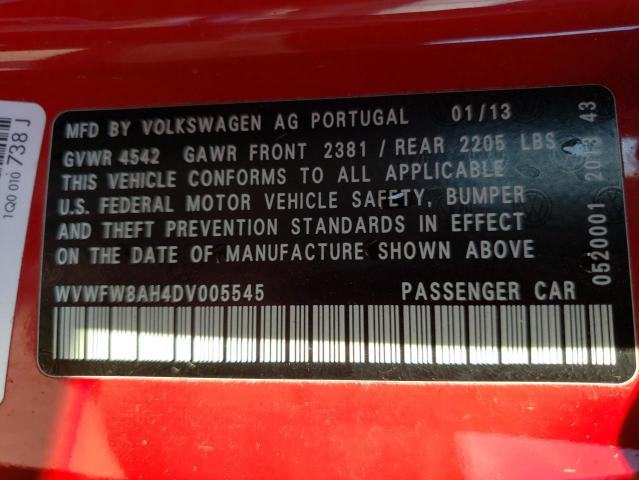 MFD BY VOLKSWAGEN AG PORTUGAL 01/13
GVWR 4542 GAWR FRONT 2381 / REAR 2205 LBS
THIS VEHICLE CONFORMS TO ALL APPLICABLE
U.S. FEDERAL MOTOR VEHICLE SAFETY, BUMPER
AND THEFT PREVENTION STANDARDS IN EFFECT
ON THE DATE OF MANUFACTURE SHOWN ABOVE
WVWFW8AH4DV005545 PASSENGER CAR
0520001 2013 43
1Q0 010 738 J